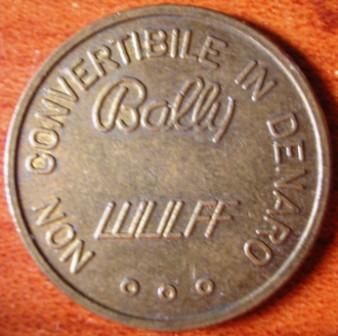 NON CONVERTIBILE IN DENARO
Bally
WULFF